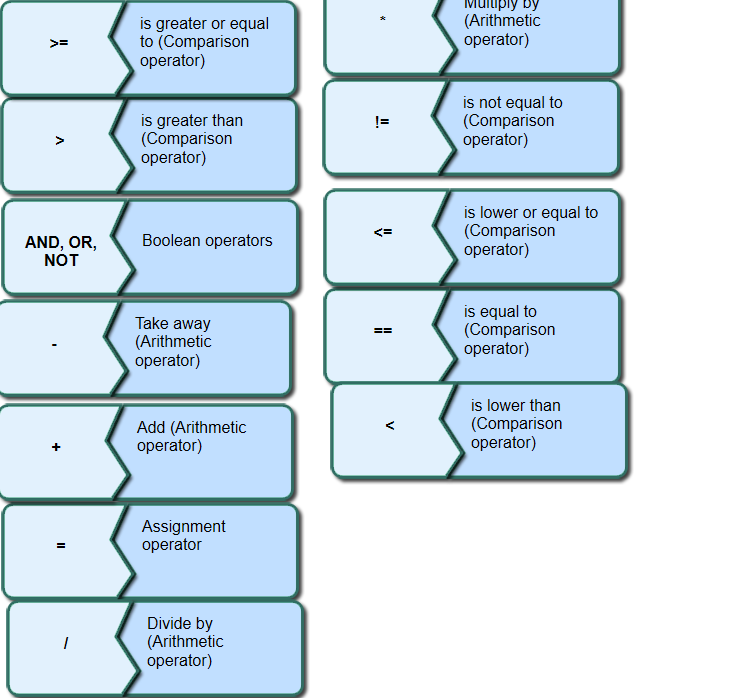 >=
is greater or equal
to (Comparison
operator)
>
is greater than
(Comparison
operator)
AND, OR,
NOT
Boolean operators
-
Take away
(Arithmetic
operator)
+
Add (Arithmetic
operator)
=
Assignment
operator
/
Divide by
(Arithmetic
operator)
*
Multiply by
(Arithmetic
operator)
!=
is not equal to
(Comparison
operator)
<=
is lower or equal to
(Comparison
operator)
==
is equal to
(Comparison
operator)
<
is lower than
(Comparison
operator)